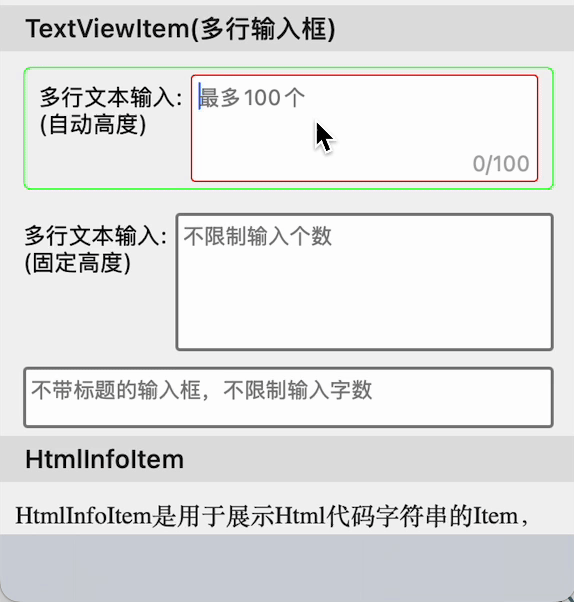 TextViewItem(多行输入框)
多行文本输入: 最多100个
(自动高度)
0/100
多行文本输入: 不限制输入个数
(固定高度)
不带标题的输入框，不限制输入字数
HtmlInfoItem
HtmlInfoItem是用于展示Html代码字符串的Item，